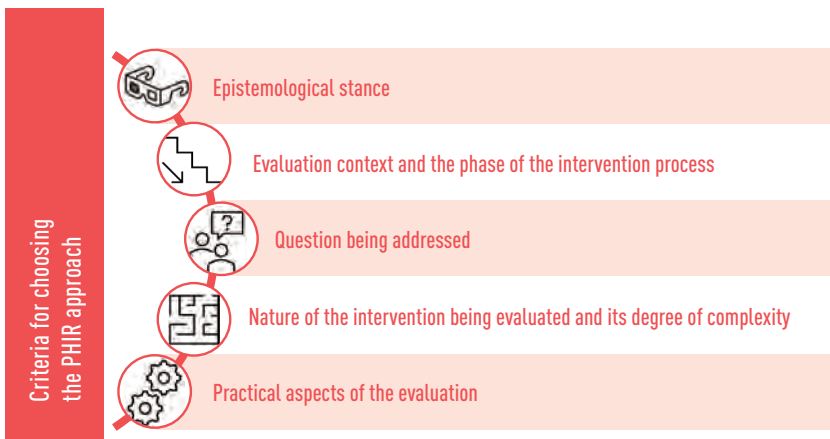 Criteria for choosing
the PHIR approach
Epistemological stance
Evaluation context and the phase of the intervention process
?
Question being addressed
Nature of the intervention being evaluated and its degree of complexity
Practical aspects of the evaluation